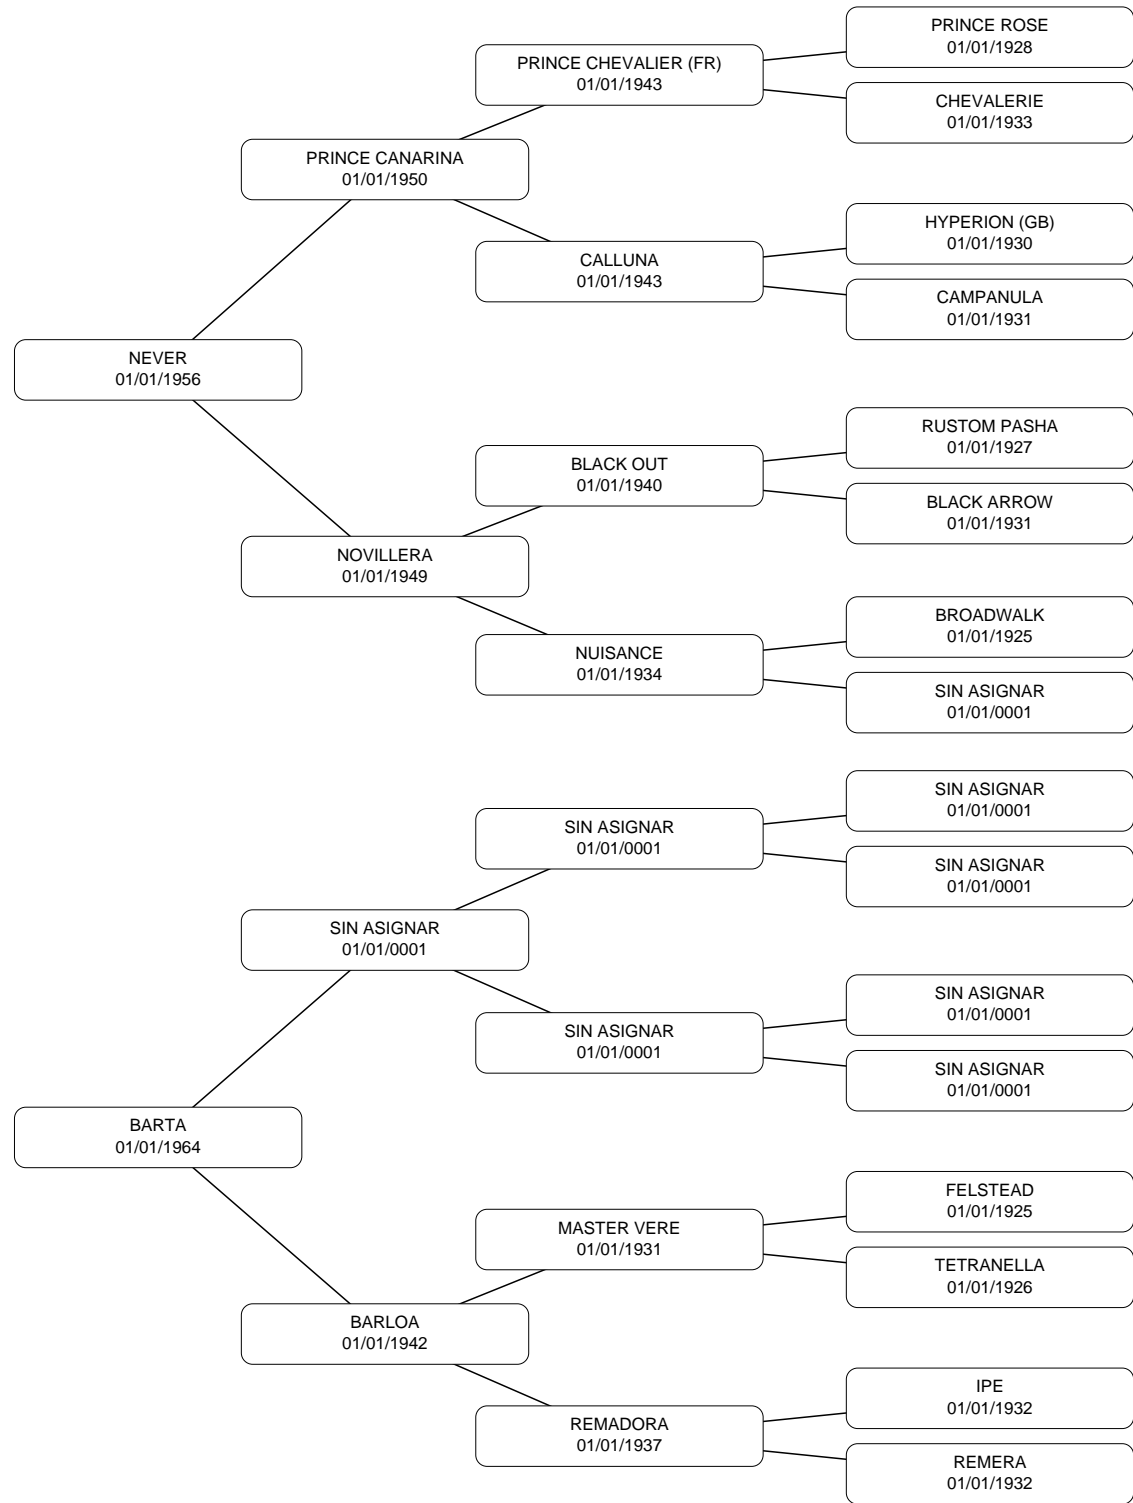 PRINCE ROSE
01/01/1928
PRINCE CHEVALIER (FR)
01/01/1943
CHEVALERIE
01/01/1933
PRINCE CANARINA
01/01/1950
HYPERION (GB)
01/01/1930
CALLUNA
01/01/1943
CAMPANULA
01/01/1931
NEVER
01/01/1956
RUSTOM PASHA
01/01/1927
BLACK OUT
01/01/1940
BLACK ARROW
01/01/1931
NOVILLERA
01/01/1949
BROADWALK
01/01/1925
NUISANCE
01/01/1934
SIN ASIGNAR
01/01/0001
SIN ASIGNAR
01/01/0001
SIN ASIGNAR
01/01/0001
SIN ASIGNAR
01/01/0001
SIN ASIGNAR
01/01/0001
SIN ASIGNAR
01/01/0001
SIN ASIGNAR
01/01/0001
SIN ASIGNAR
01/01/0001
BARTA
01/01/1964
FELSTEAD
01/01/1925
MASTER VERE
01/01/1931
TETRANELLA
01/01/1926
BARLOA
01/01/1942
IPE
01/01/1932
REMADORA
01/01/1937
REMERA
01/01/1932